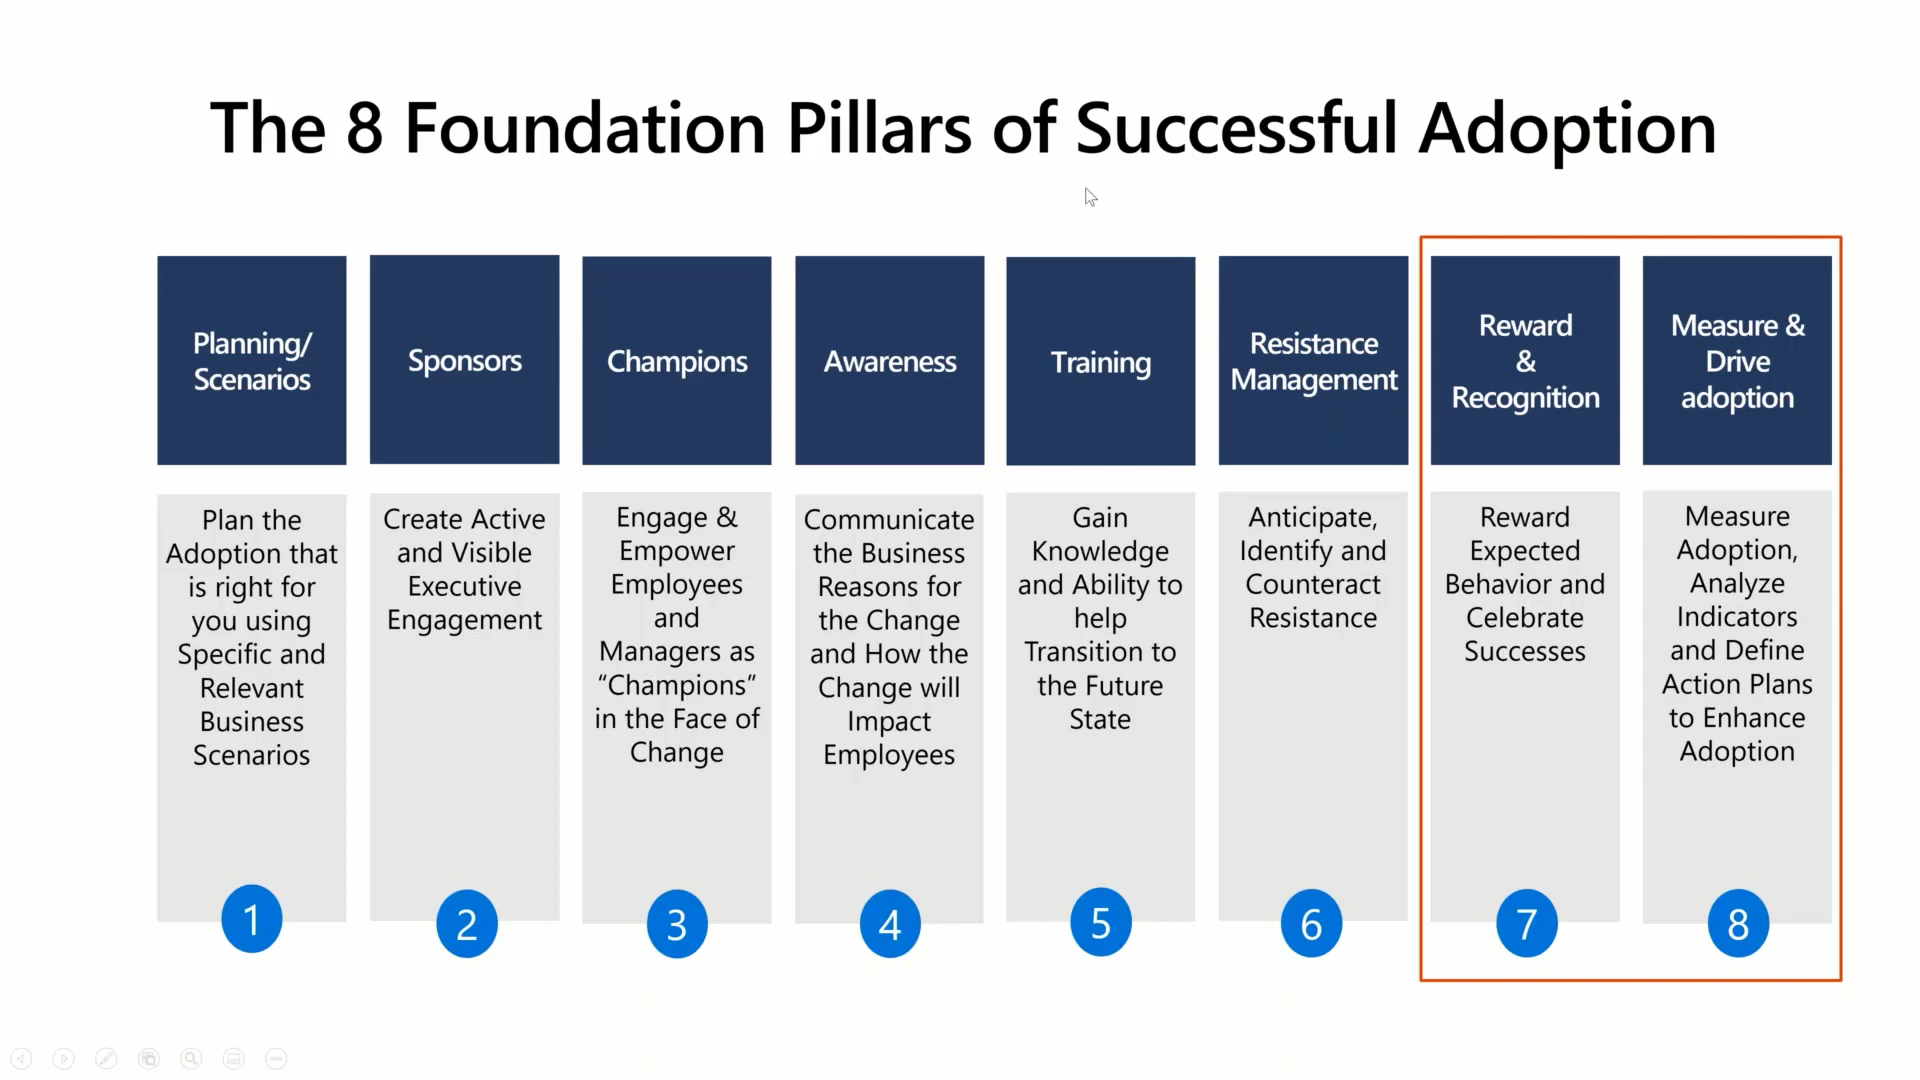 The 8 Foundation Pillars of Successful Adoption
Planning/
Scenarios
Plan the
Adoption that
is right for
you using
Specific and
Relevant
Business
Scenarios
1
Sponsors
Create Active
and Visible
Executive
Engagement
2
Champions
Engage &
Empower
Employees
and
Managers as
“Champions”
in the Face of
Change
3
Awareness
Communicate
the Business
Reasons for
the Change
and How the
Change will
Impact
Employees
4
Training
Gain
Knowledge
and Ability to
help
Transition to
the Future
State
5
Resistance
Management
Anticipate,
Identify and
Counteract
Resistance
6
Reward
&
Recognition
Reward
Expected
Behavior and
Celebrate
Successes
7
Measure &
Drive
adoption
Measure
Adoption,
Analyze
Indicators
and Define
Action Plans
to Enhance
Adoption
8